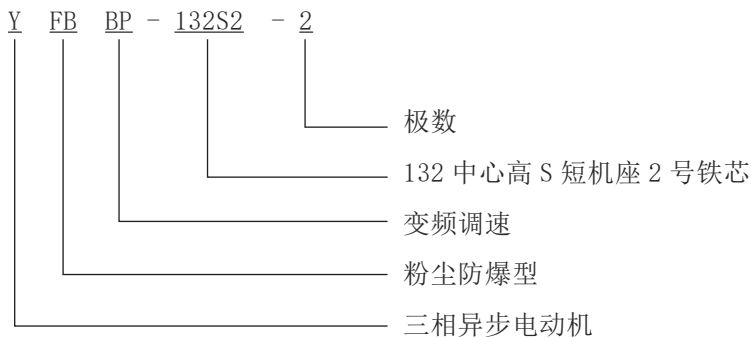 Y FB BP - 132S2 - 2
极数
132 中心高 S 短机座 2 号铁芯
变频调速
粉尘防爆型
三相异步电动机